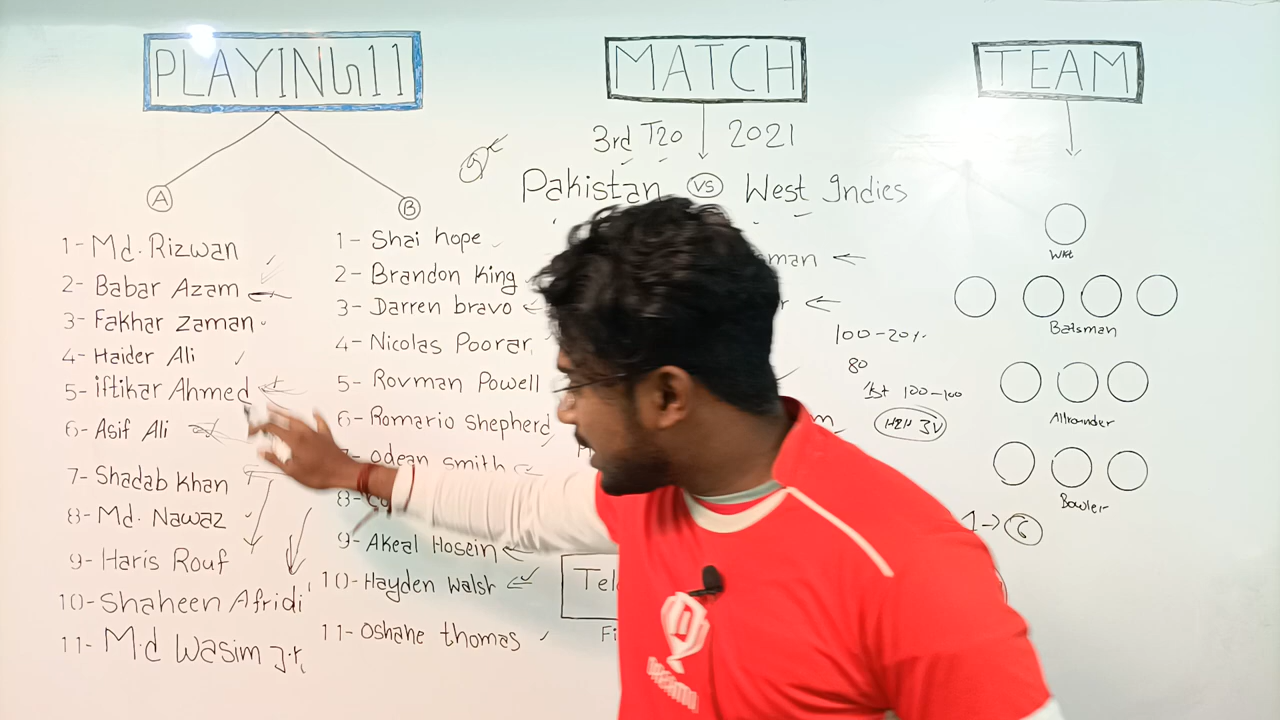 PLAYING 11
MATCH
TEAM
3rd T20 2021
Pakistan VS West Indies
A
B
1- Md. Rizwan
2- Babar Azam
3- Fakhar Zaman
4- Haider Ali
5- iftikar Ahmed
6- Asif Ali
7- Shadab Khan
8- Md. Nawaz
9- Haris Rouf
10- Shaheen Afridi
11- M.d Wasim J.r
1- Shai hope
2- Brandon King
3- Darren bravo
4- Nicolas Pooran
5- Rovman Powell
6- Romario shepherd
odean smith
8-
9- Akeal Hosein
10- Hayden Walsh
11- Oshane thomas
100-20%
80
1st 100-100
H2H 3V
Wkt
Batsman
Allrounder
Bowler
1→6